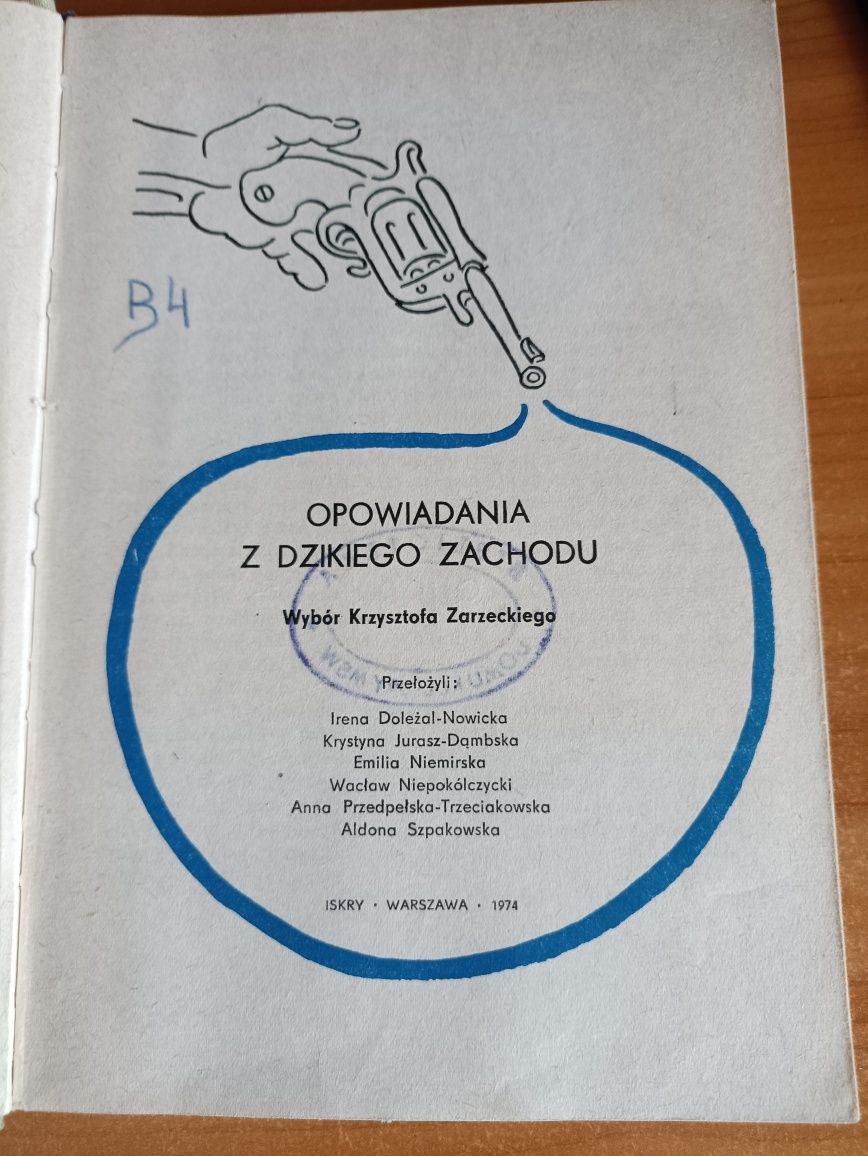 B4
OPOWIADANIA
Z DZIKIEGO ZACHODU
Wybór Krzysztofa Zarzeckiego
Przełożyli:
Irena Doleżal-Nowicka
Krystyna Jurasz-Dąmbska
Emilia Niemirska
Wacław Niepokólczycki
Anna Przedpełska-Trzeciakowska
Aldona Szpakowska
ISKRY • WARSZAWA • 1974